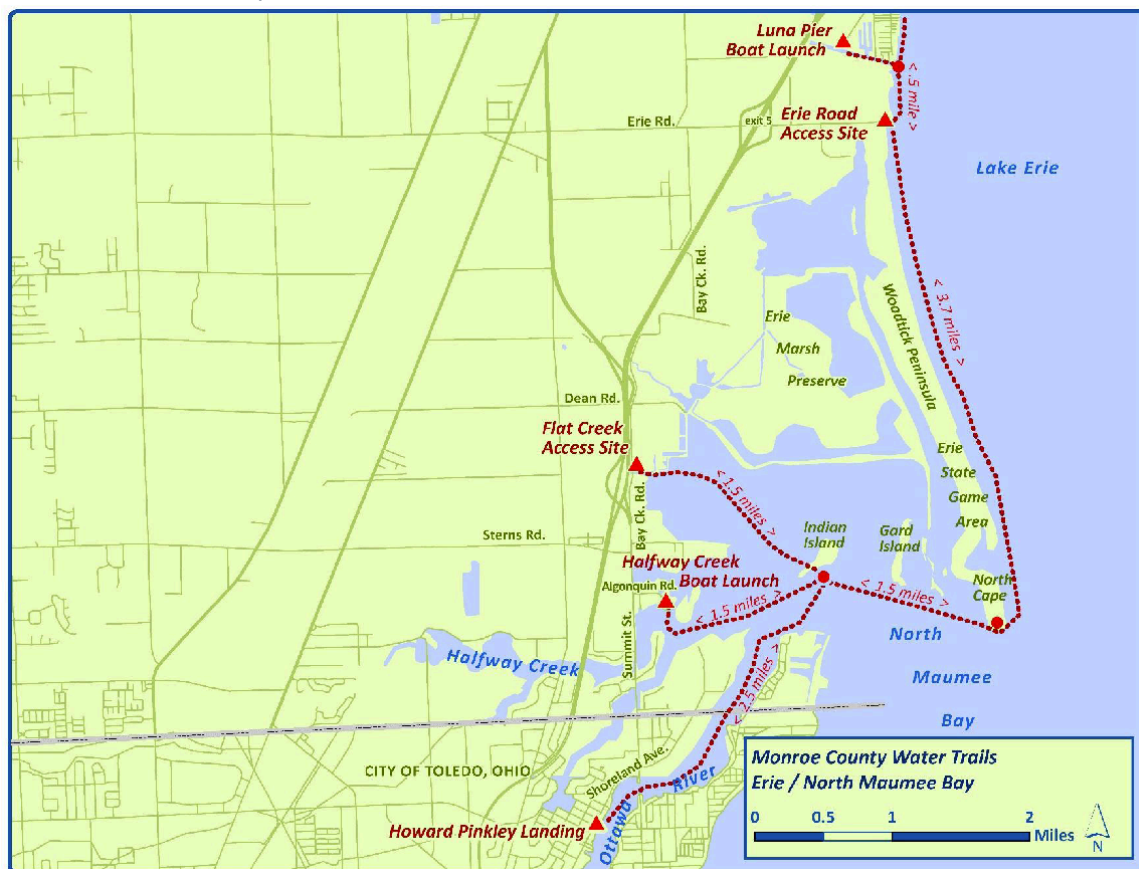 Luna Pier
Boat Launch
< .5 mile >
Erie Rd.
exit 5
Erie Road
Access Site
Lake Erie
Bay Ck. Rd.
Woodtick Peninsula
< 3.7 miles >
Erie
Marsh
Preserve
Dean Rd.
Flat Creek
Access Site
Erie
State
Game
Area
< 1.5 miles >
Bay Ck. Rd.
Sterns Rd.
Indian
Island
Gard
Island
Halfway Creek
Boat Launch
Algonquin Rd.
< 1.5 miles >
< 1.5 miles >
North
Cape
Summit St.
Halfway Creek
North
Maumee
Bay
< 2.5 miles >
CITY OF TOLEDO, OHIO
Shoreland Ave.
Ottawa
River
Howard Pinkley Landing
Monroe County Water Trails
Erie / North Maumee Bay
0 0.5 1 2
Miles
N